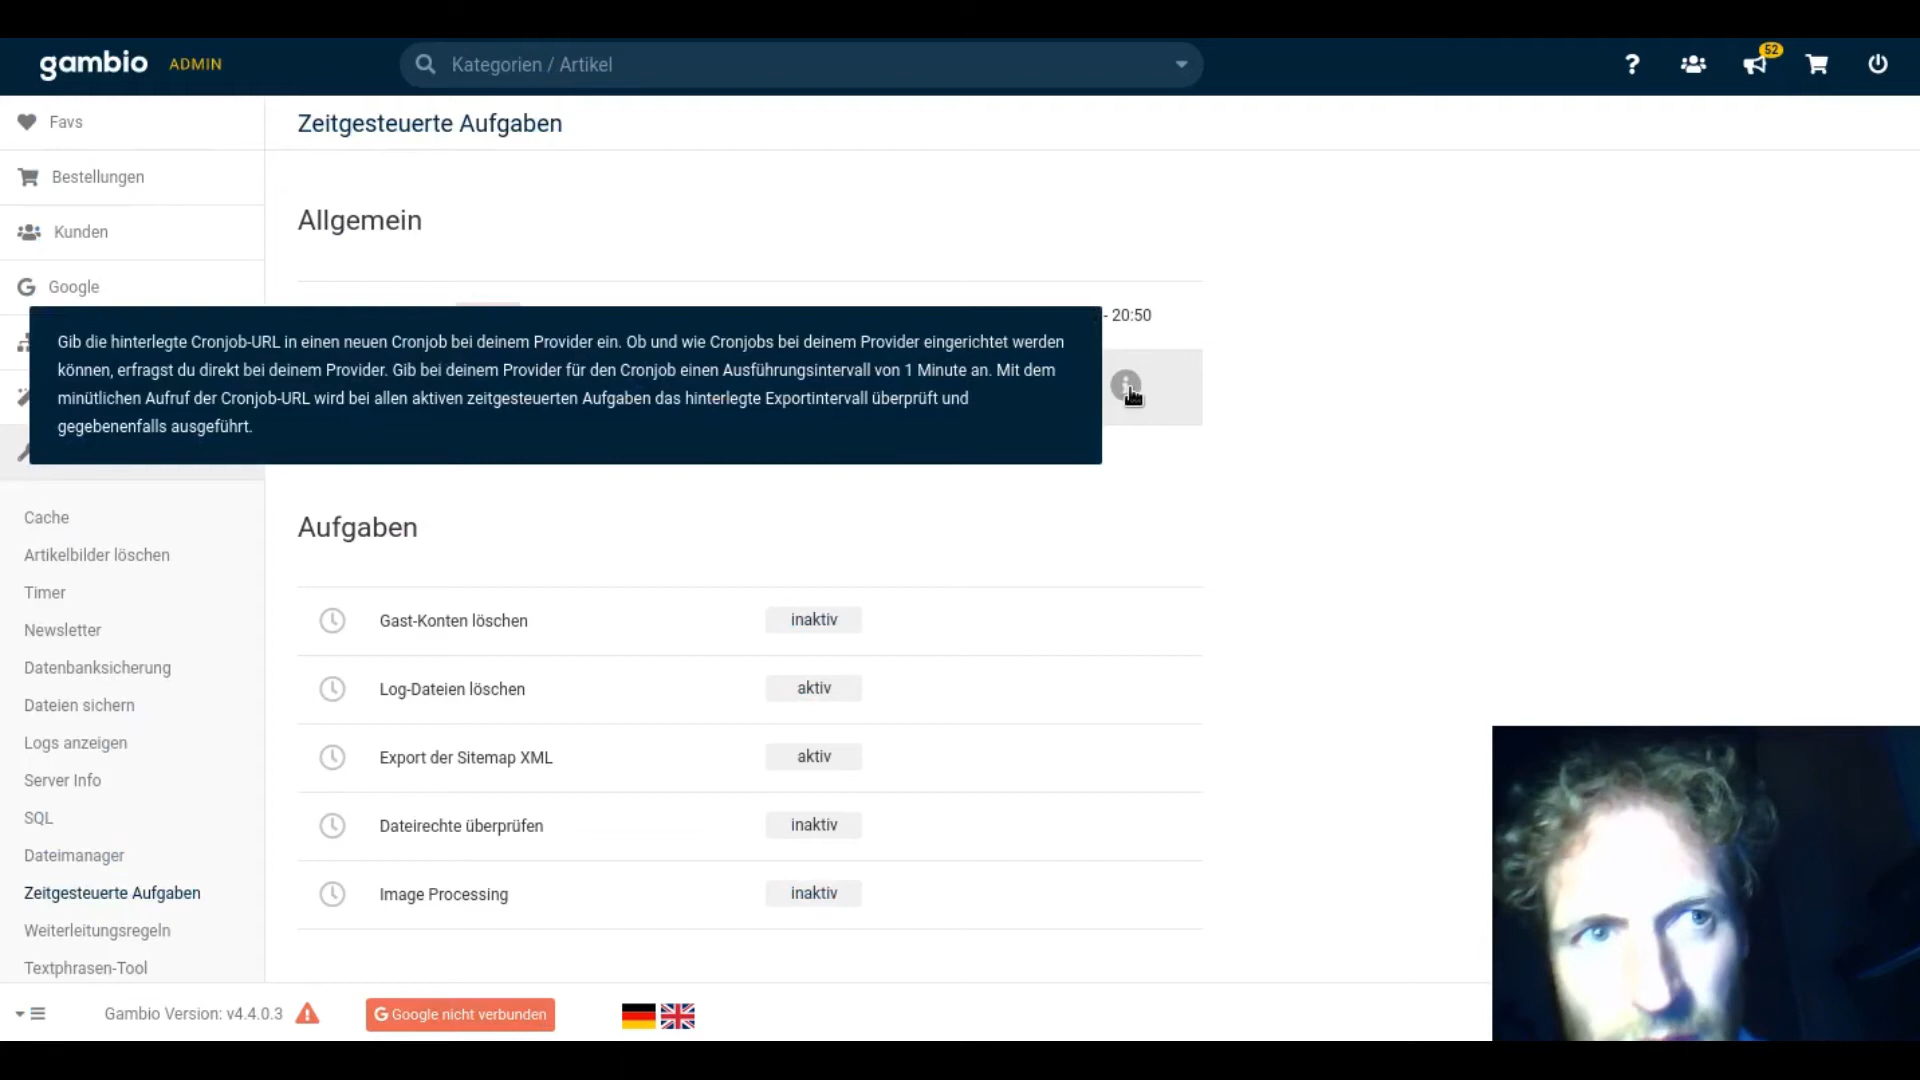 gambio ADMIN
Kategorien / Artikel
52
Favs
Zeitgesteuerte Aufgaben
Bestellungen
Allgemein
Kunden
Google
- 20:50
Gib die hinterlegte Cronjob-URL in einen neuen Cronjob bei deinem Provider ein. Ob und wie Cronjobs bei deinem Provider eingerichtet werden
können, erfragst du direkt bei deinem Provider. Gib bei deinem Provider für den Cronjob einen Ausführungsintervall von 1 Minute an. Mit dem
minütlichen Aufruf der Cronjob-URL wird bei allen aktiven zeitgesteuerten Aufgaben das hinterlegte Exportintervall überprüft und
gegebenenfalls ausgeführt.
Cache
Artikelbilder löschen
Timer
Newsletter
Datenbanksicherung
Dateien sichern
Logs anzeigen
Server Info
SQL
Dateimanager
Zeitgesteuerte Aufgaben
Weiterleitungsregeln
Textphrasen-Tool
Aufgaben
Gast-Konten löschen inaktiv
Log-Dateien löschen aktiv
Export der Sitemap XML aktiv
Dateirechte überprüfen inaktiv
Image Processing inaktiv
Gambio Version: v4.4.0.3
Google nicht verbunden